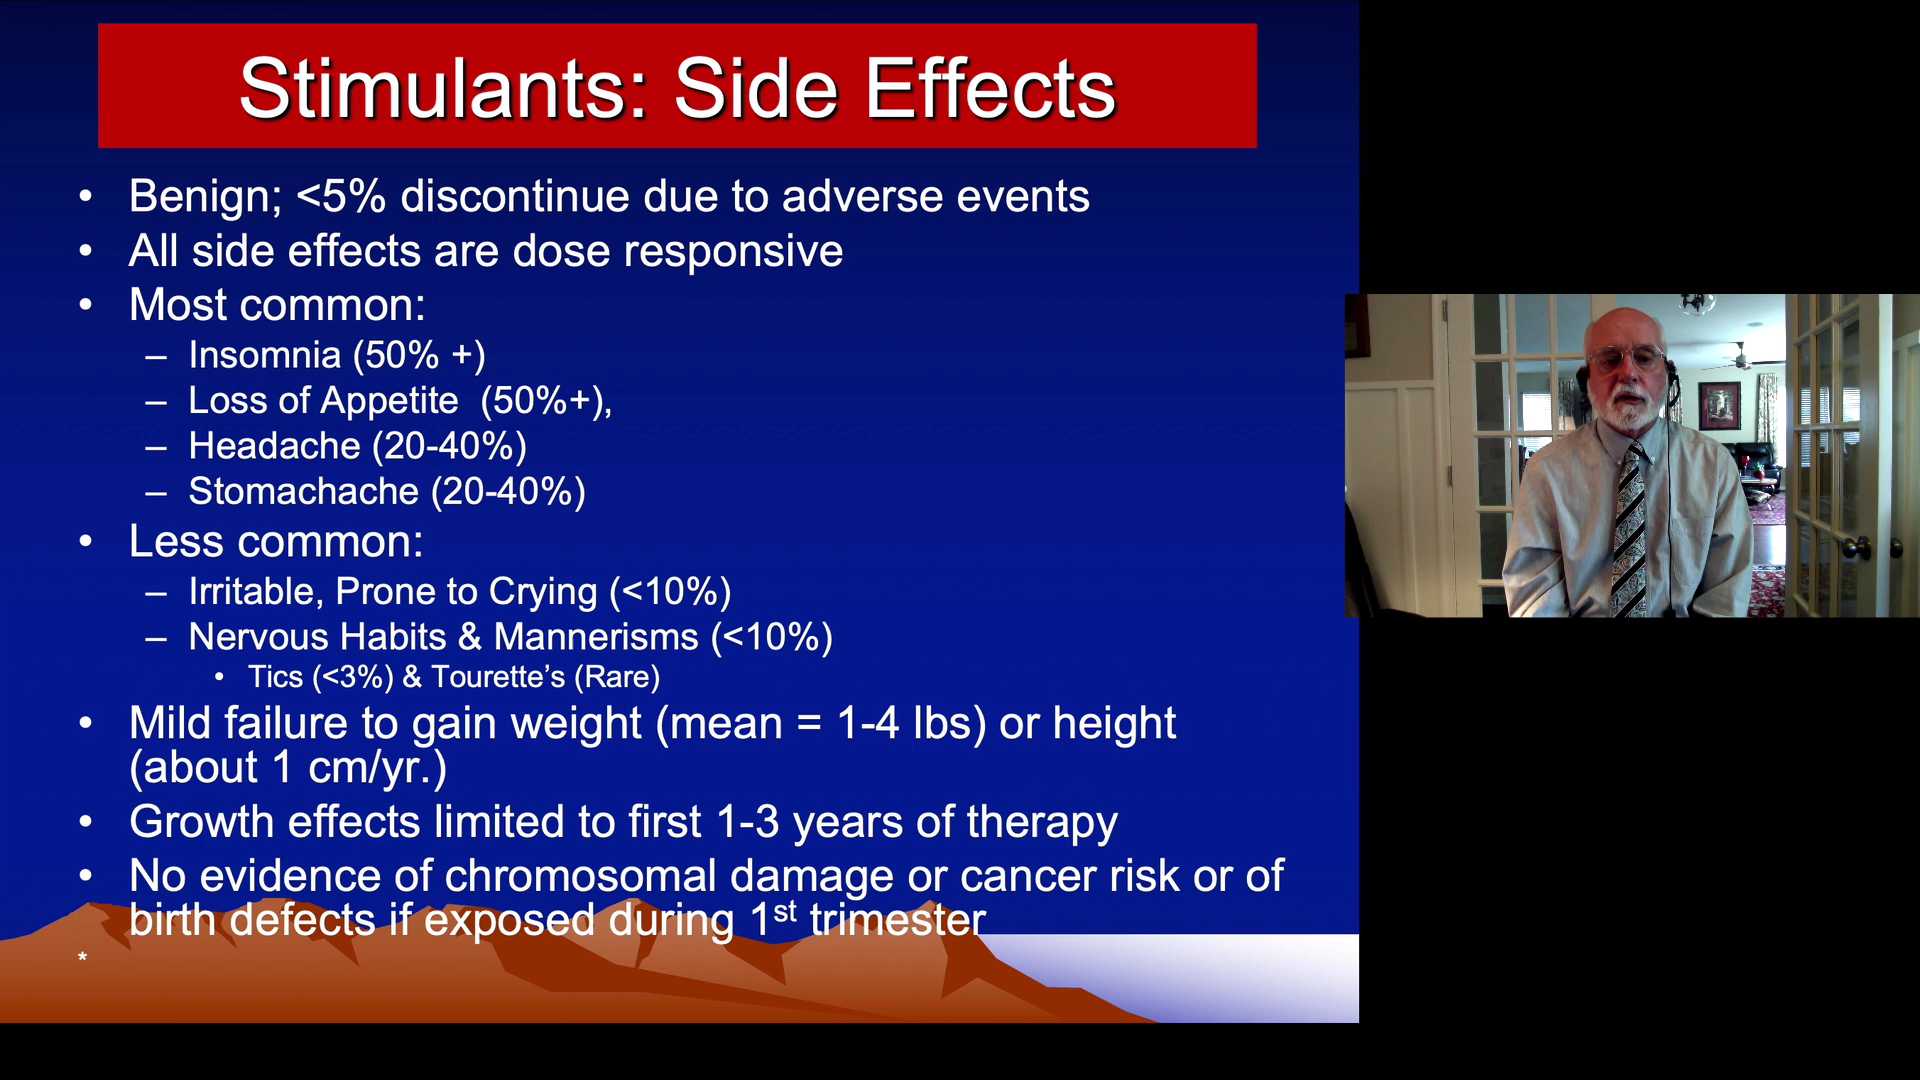 Stimulants: Side Effects
• Benign; <5% discontinue due to adverse events
• All side effects are dose responsive
• Most common:
– Insomnia (50% +)
– Loss of Appetite (50%+),
– Headache (20-40%)
– Stomachache (20-40%)
• Less common:
– Irritable, Prone to Crying (<10%)
– Nervous Habits & Mannerisms (<10%)
• Tics (<3%) & Tourette’s (Rare)
• Mild failure to gain weight (mean = 1-4 lbs) or height
(about 1 cm/yr.)
• Growth effects limited to first 1-3 years of therapy
• No evidence of chromosomal damage or cancer risk or of
birth defects if exposed during 1st trimester
*